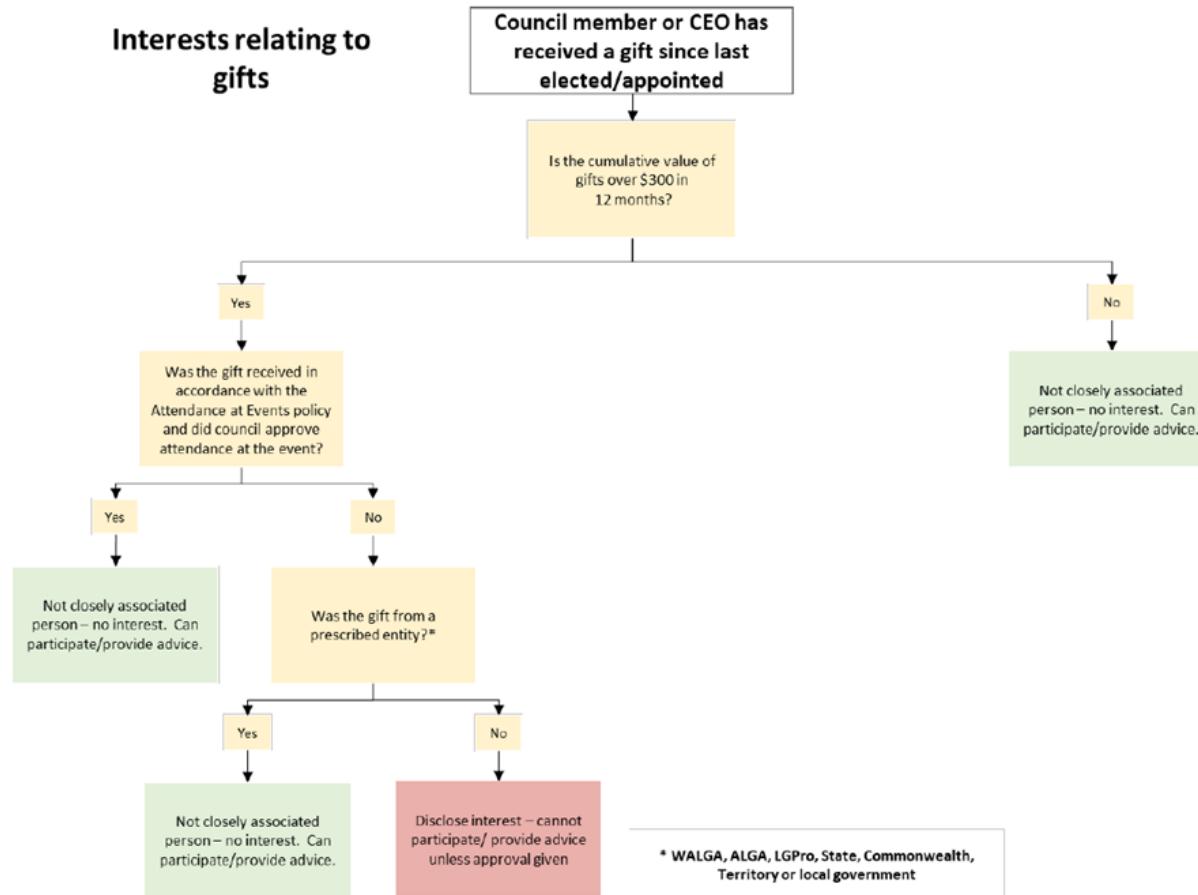 Interests relating to
gifts
Council member or CEO has
received a gift since last
elected/appointed
Is the cumulative value of
gifts over $300 in
12 months?
Yes
No
Was the gift received in
accordance with the
Attendance at Events policy
and did council approve
attendance at the event?
Not closely associated
person – no interest. Can
participate/provide advice.
Yes
No
Not closely associated
person – no interest. Can
participate/provide advice.
Was the gift from a
prescribed entity?*
Yes
No
Not closely associated
person – no interest. Can
participate/provide advice.
Disclose interest – cannot
participate/ provide advice
unless approval given
* WALGA, ALGA, LGPro, State, Commonwealth,
Territory or local government